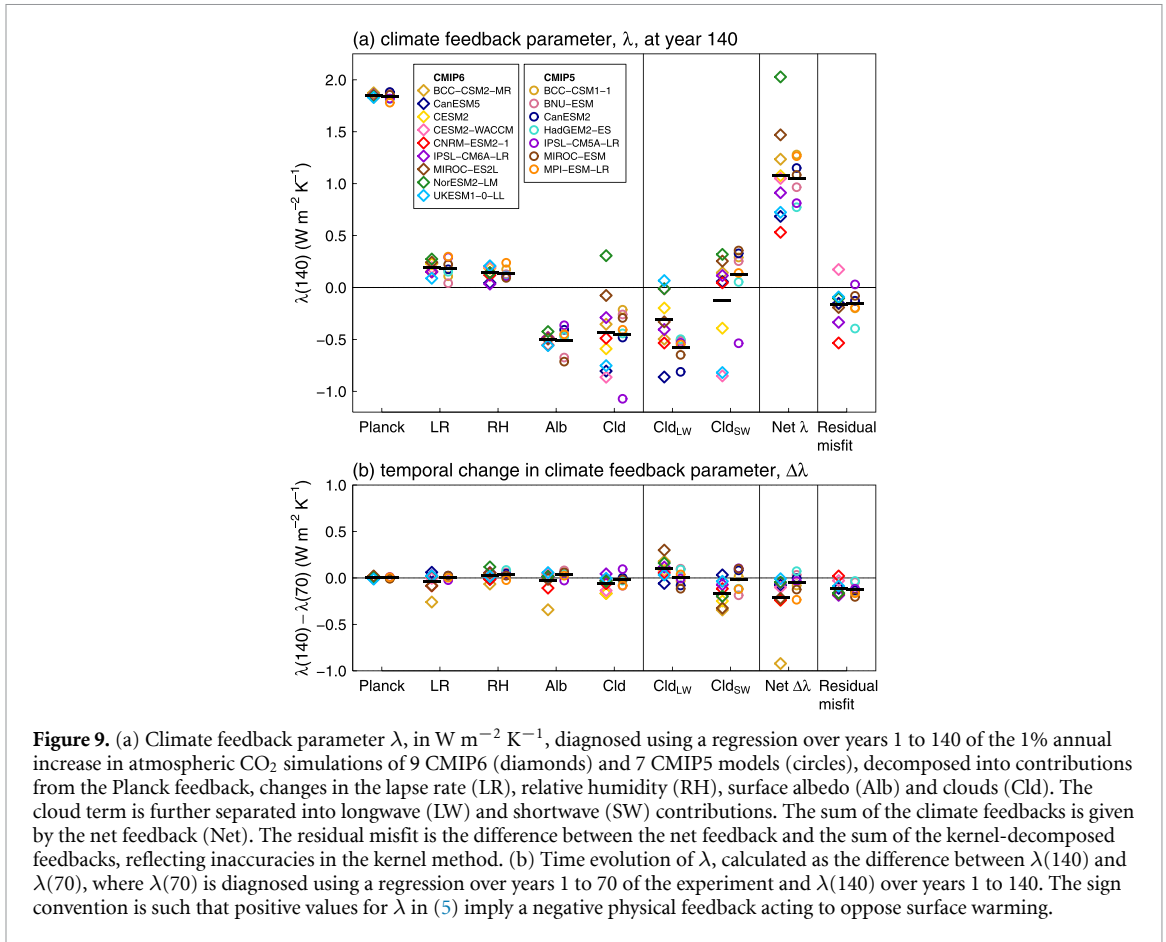 (a) climate feedback parameter, λ, at year 140
λ(140) (W m−2 K−1)
2.0
1.5
1.0
0.5
0.0
−0.5
−1.0
CMIP6
BCC−CSM2−MR
CanESM5
CESM2
CESM2−WACCM
CNRM−ESM2−1
IPSL−CM6A−LR
MIROC−ES2L
NorESM2−LM
UKESM1−0−LL
CMIP5
BCC−CSM1−1
BNU−ESM
CanESM2
HadGEM2−ES
IPSL−CM5A−LR
MIROC−ESM
MPI−ESM−LR
Planck LR RH Alb Cld CldLW CldSW Net λ Residual
misfit
(b) temporal change in climate feedback parameter, Δλ
λ(140) − λ(70) (W m−2 K−1)
1.0
0.5
0.0
−0.5
−1.0
Planck LR RH Alb Cld CldLW CldSW Net Δλ Residual
misfit
Figure 9. (a) Climate feedback parameter λ, in W m−2 K−1, diagnosed using a regression over years 1 to 140 of the 1% annual
increase in atmospheric CO2 simulations of 9 CMIP6 (diamonds) and 7 CMIP5 models (circles), decomposed into contributions
from the Planck feedback, changes in the lapse rate (LR), relative humidity (RH), surface albedo (Alb) and clouds (Cld). The
cloud term is further separated into longwave (LW) and shortwave (SW) contributions. The sum of the climate feedbacks is given
by the net feedback (Net). The residual misfit is the difference between the net feedback and the sum of the kernel-decomposed
feedbacks, reflecting inaccuracies in the kernel method. (b) Time evolution of λ, calculated as the difference between λ(140) and
λ(70), where λ(70) is diagnosed using a regression over years 1 to 70 of the experiment and λ(140) over years 1 to 140. The sign
convention is such that positive values for λ in (5) imply a negative physical feedback acting to oppose surface warming.